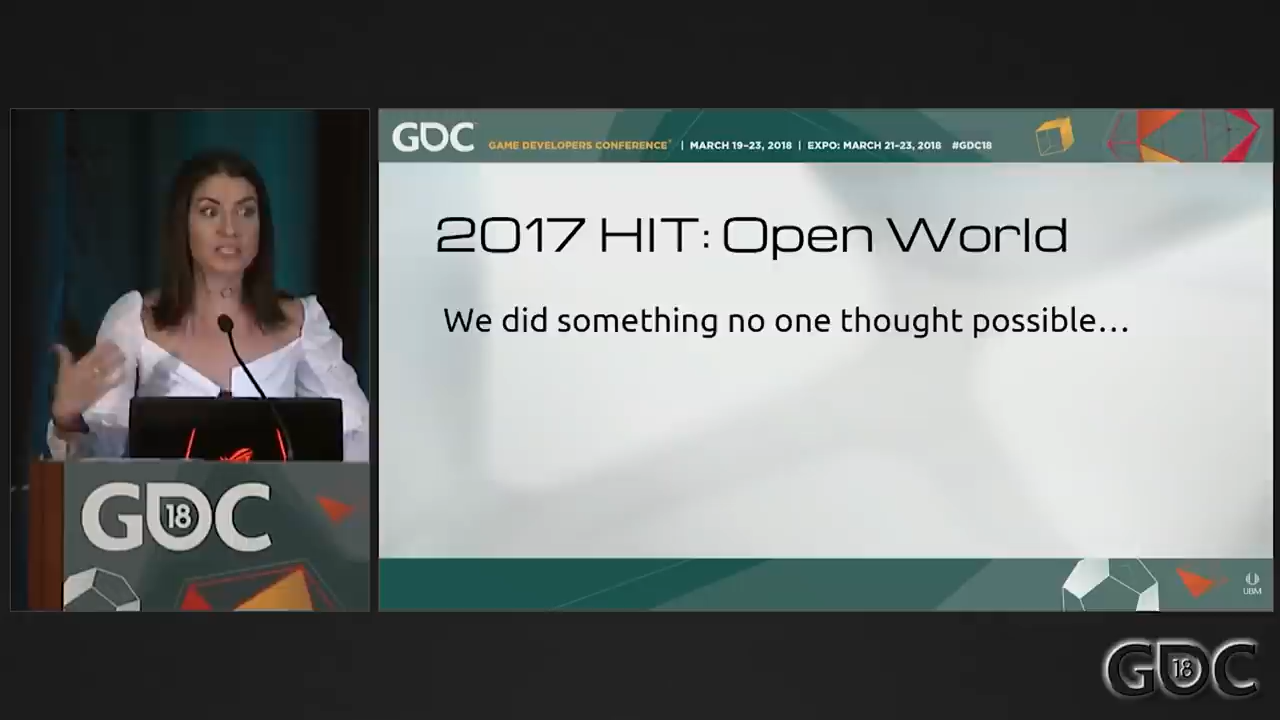 GDC GAME DEVELOPERS CONFERENCE | MARCH 19–23, 2018 | EXPO: MARCH 21–23, 2018 #GDC18
2017 HIT: Open World
We did something no one thought possible...
GDC
18
UBM
GDC
18